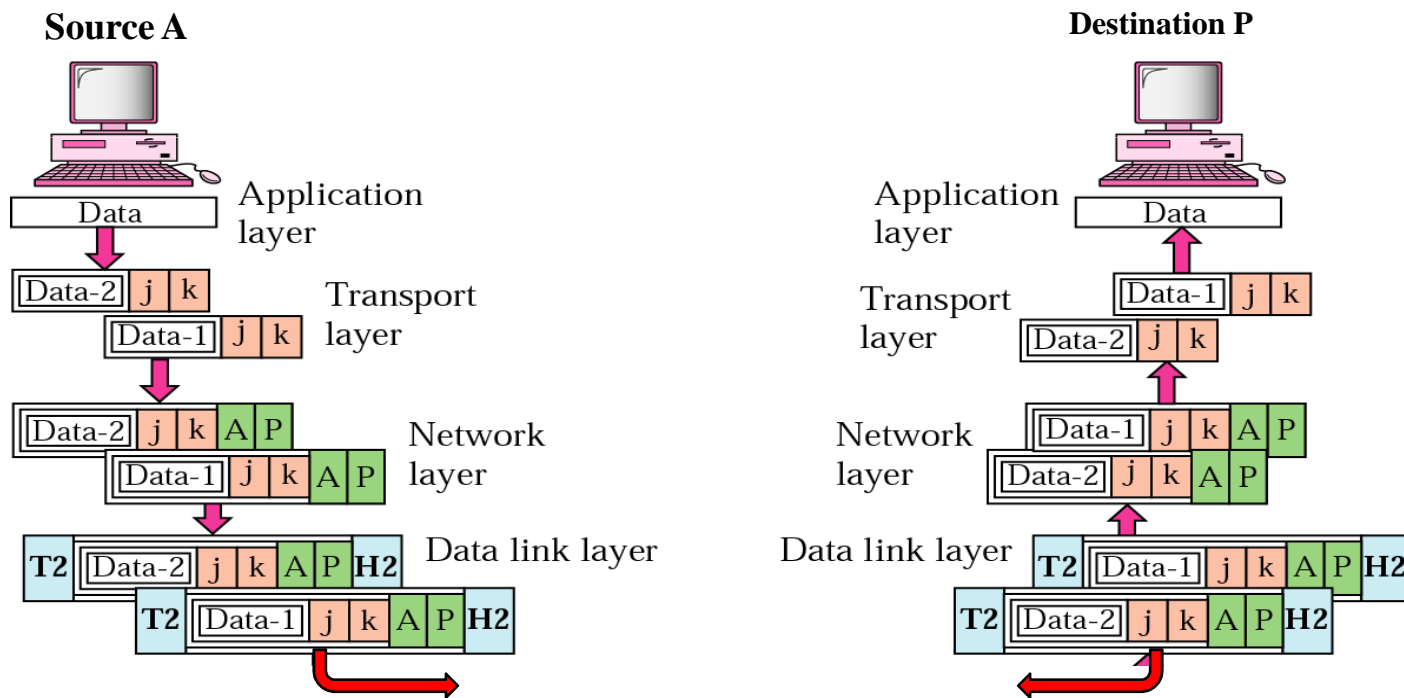 Source A
Data
Application
layer
Data-2 j k
Data-1 j k
Transport
layer
Data-2 j k A P
Data-1 j k A P
Network
layer
T2 Data-2 j k A P H2
T2 Data-1 j k A P H2
Data link layer
Destination P
Application
layer
Data
Transport
layer
Data-1 j k
Data-2 j k
Network
layer
Data-1 j k A P
Data-2 j k A P
Data link layer
T2 Data-1 j k A P H2
T2 Data-2 j k A P H2